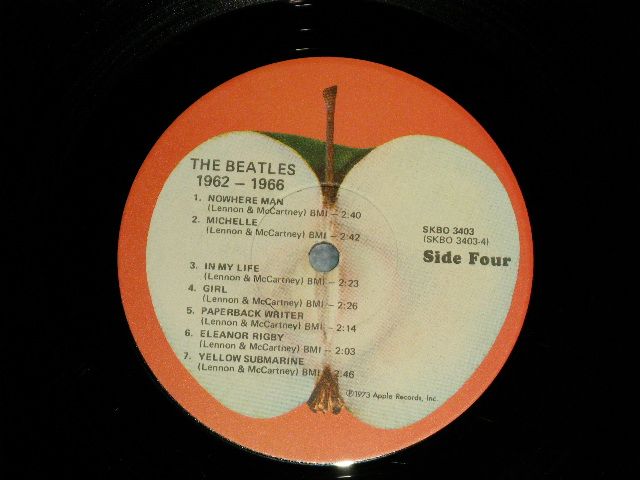 THE BEATLES
1962 – 1966
1. NOWHERE MAN
(Lennon & McCartney) BMI – 2:40
2. MICHELLE
(Lennon & McCartney) BMI – 2:42
SKBO 3403
(SKBO 3403-4)
Side Four
3. IN MY LIFE
(Lennon & McCartney) BMI – 2:23
4. GIRL
(Lennon & McCartney) BMI – 2:26
5. PAPERBACK WRITER
(Lennon & McCartney) BMI – 2:14
6. ELEANOR RIGBY
(Lennon & McCartney) BMI – 2:03
7. YELLOW SUBMARINE
(Lennon & McCartney) BMI – 2:46
℗1973 Apple Records, Inc.